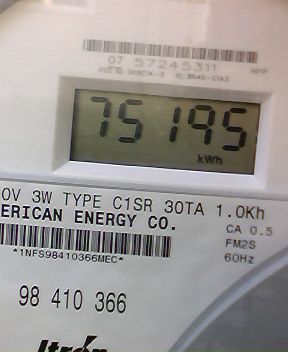 07 57245311
75195
kWh
0V 3W TYPE C1SR 30TA 1.0Kh
ERICAN ENERGY CO.
CA 0.5
FM2S
*1NFS98410366MEC*
60Hz
98 410 366
Itrón